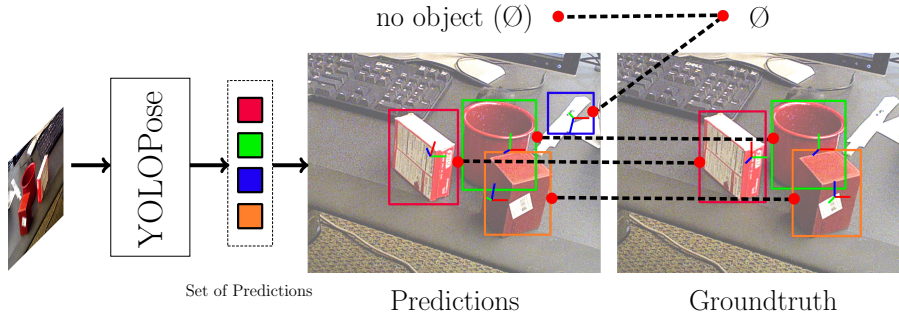 no object (Ø)
Ø
YOLOPose
Set of Predictions
Predictions
Groundtruth